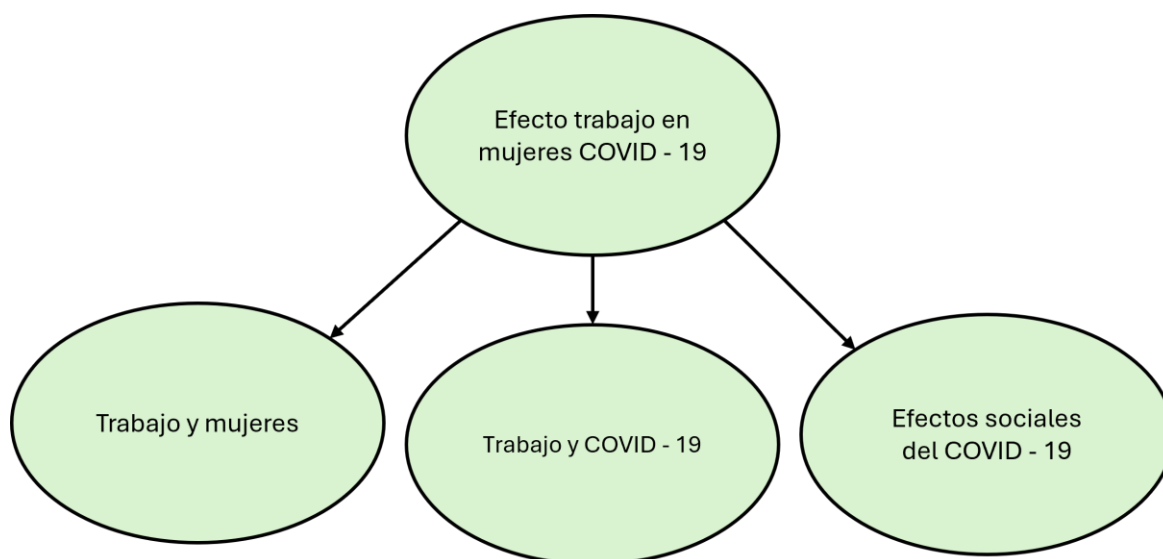 Efecto trabajo en
mujeres COVID - 19
Trabajo y mujeres
Trabajo y COVID - 19
Efectos sociales
del COVID - 19